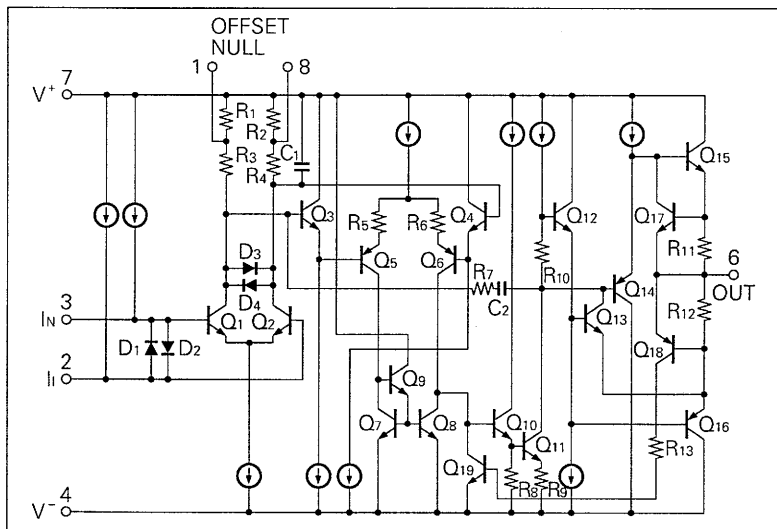 OFFSET
NULL
1
8
7
V+
R1
R2
R3
C1
R4
Q3
Q4
Q12
Q15
R5
R6
Q17
Q5
Q6
R11
R7
R10
6
D3
C2
Q14
OUT
D4
Q13
R12
3
IN
Q1
Q2
D1
D2
Q18
2
II
Q9
Q7
Q8
Q10
Q11
Q16
Q19
R13
R8
R9
4
V-